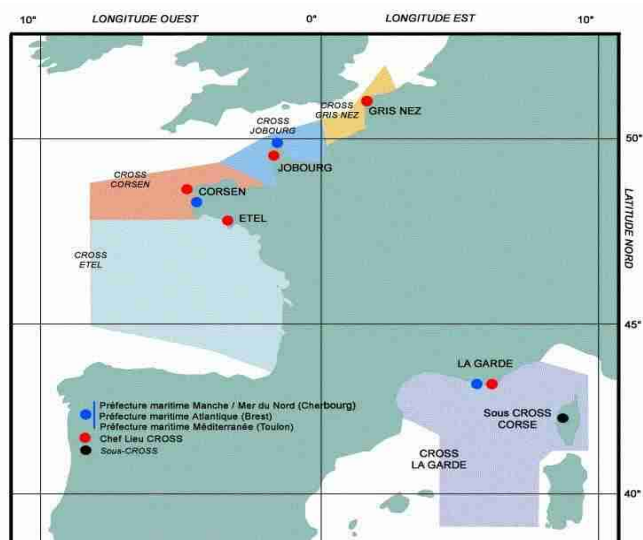 10° LONGITUDE OUEST 0° LONGITUDE EST 10°
CROSS
GRIS NEZ
GRIS NEZ
CROSS
JOBOURG
50°
JOBOURG
CROSS
CORSEN
CORSEN
ETEL
LATITUDE NORD
CROSS
ETEL
45°
LA GARDE
Préfecture maritime Manche / Mer du Nord (Cherbourg)
Préfecture maritime Atlantique (Brest)
Préfecture maritime Méditerranée (Toulon)
Chef Lieu CROSS
Sous-CROSS
Sous CROSS
CORSE
CROSS
LA GARDE
40°